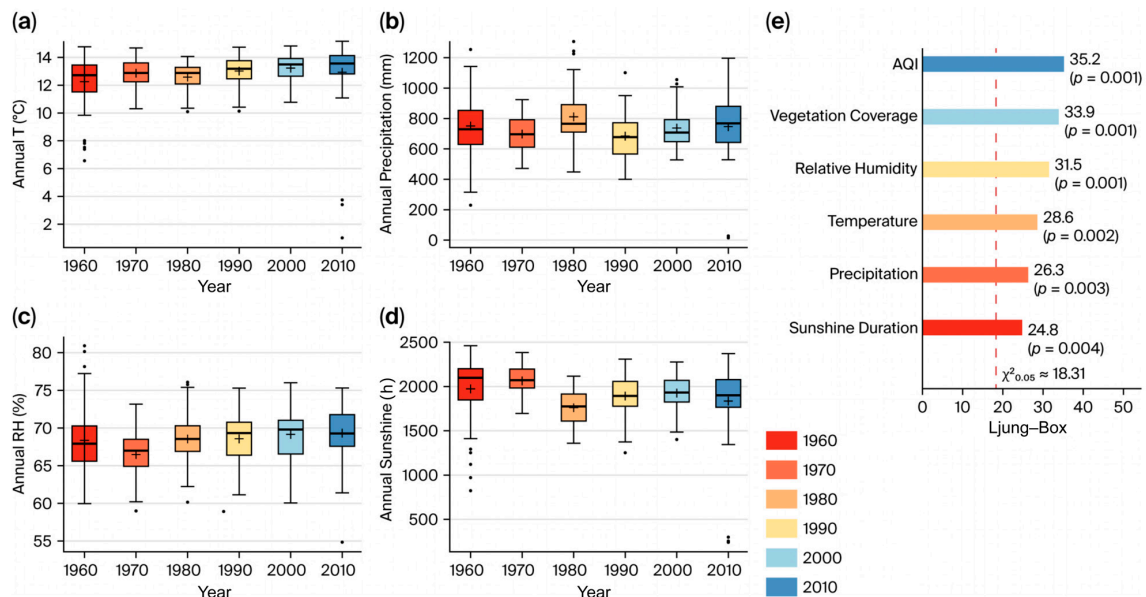 (a)
Annual T (°C)
14
12
10
8
6
4
2
1960 1970 1980 1990 2000 2010
Year
(b)
Annual Precipitation (mm)
1200
1000
800
600
400
200
0
1960 1970 1980 1990 2000 2010
Year
(c)
Annual RH (%)
80
75
70
65
60
55
1960 1970 1980 1990 2000 2010
Year
(d)
Annual Sunshine (h)
2500
2000
1500
1000
500
0
1960 1970 1980 1990 2000 2010
Year
1960
1970
1980
1990
2000
2010
(e)
AQI
35.2
(p = 0.001)
Vegetation Coverage
33.9
(p = 0.001)
Relative Humidity
31.5
(p = 0.001)
Temperature
28.6
(p = 0.002)
Precipitation
26.3
(p = 0.003)
Sunshine Duration
24.8
(p = 0.004)
χ²0.05 ≈ 18.31
0 10 20 30 40 50
Ljung–Box